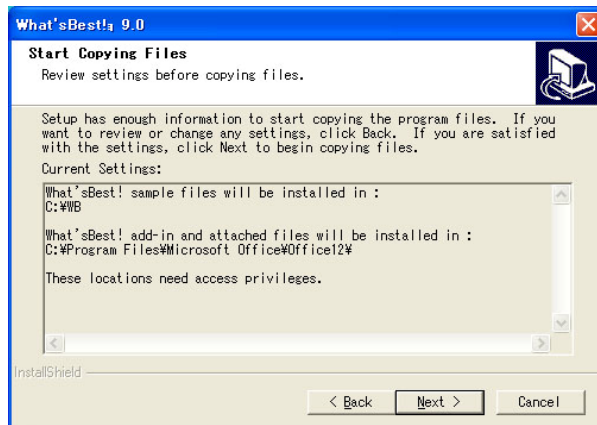 What'sBest!ｮ 9.0
Start Copying Files
Review settings before copying files.
Setup has enough information to start copying the program files. If you
want to review or change any settings, click Back. If you are satisfied
with the settings, click Next to begin copying files.
Current Settings:
What'sBest! sample files will be installed in :
C:¥WB
What'sBest! add-in and attached files will be installed in :
C:¥Program Files¥Microsoft Office¥Office12¥
These locations need access privileges.
InstallShield
< Back
Next >
Cancel